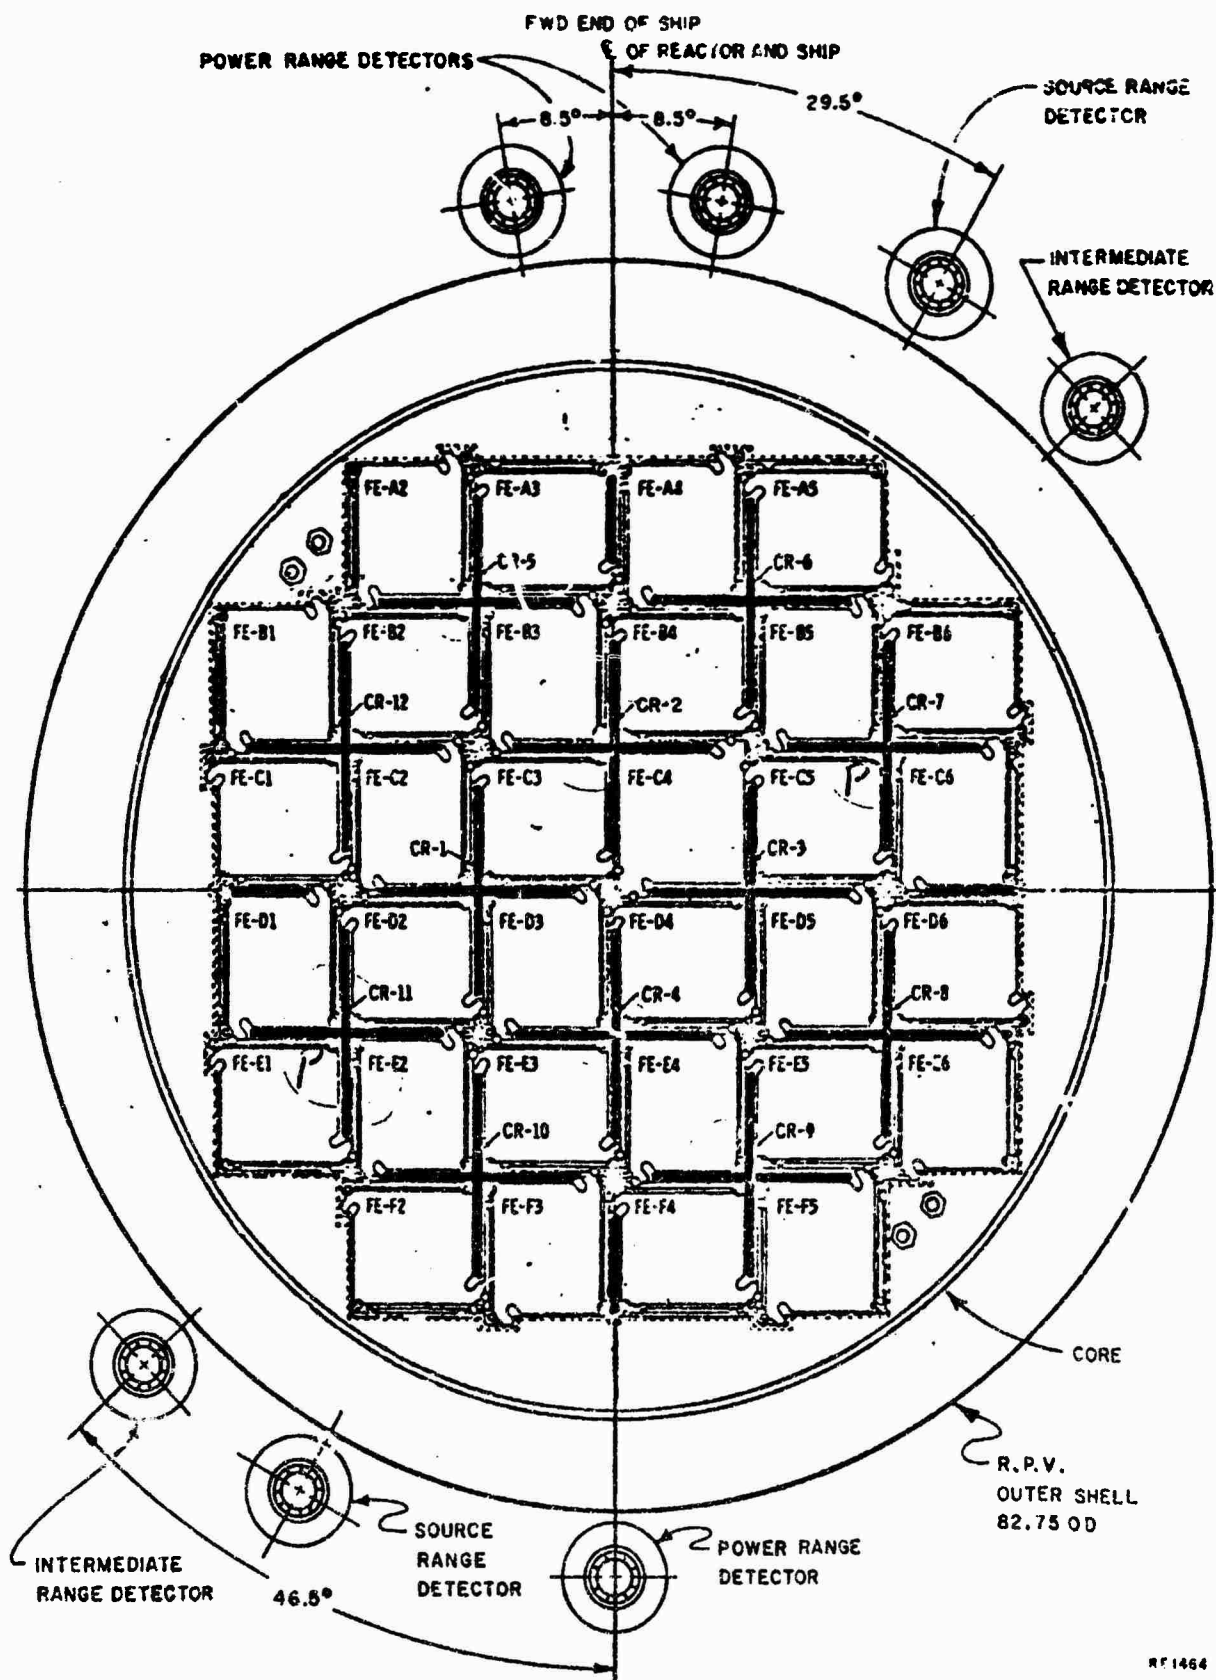 FWD END OF SHIP
℄ OF REACTOR AND SHIP
POWER RANGE DETECTORS
29.5°
SOURCE RANGE
DETECTOR
8.5°
8.5°
INTERMEDIATE
RANGE DETECTOR
FE-A2
FE-A3
FE-A4
FE-A5
CR-5
CR-6
FE-B1
FE-B2
FE-B3
FE-B4
FE-B5
FE-B6
CR-12
CR-2
CR-7
FE-C1
FE-C2
FE-C3
FE-C4
FE-C5
P
FE-C6
CR-1
CR-3
FE-D1
FE-D2
FE-D3
FE-D4
FE-D5
FE-D6
CR-11
CR-4
CR-8
FE-E1
P
FE-E2
FE-E3
FE-E4
FE-E5
FE-E6
CR-10
CR-9
FE-F2
FE-F3
FE-F4
FE-F5
CORE
R.P.V.
OUTER SHELL
82.75 OD
SOURCE
RANGE
DETECTOR
POWER RANGE
DETECTOR
INTERMEDIATE
RANGE DETECTOR
46.5°
RE1464